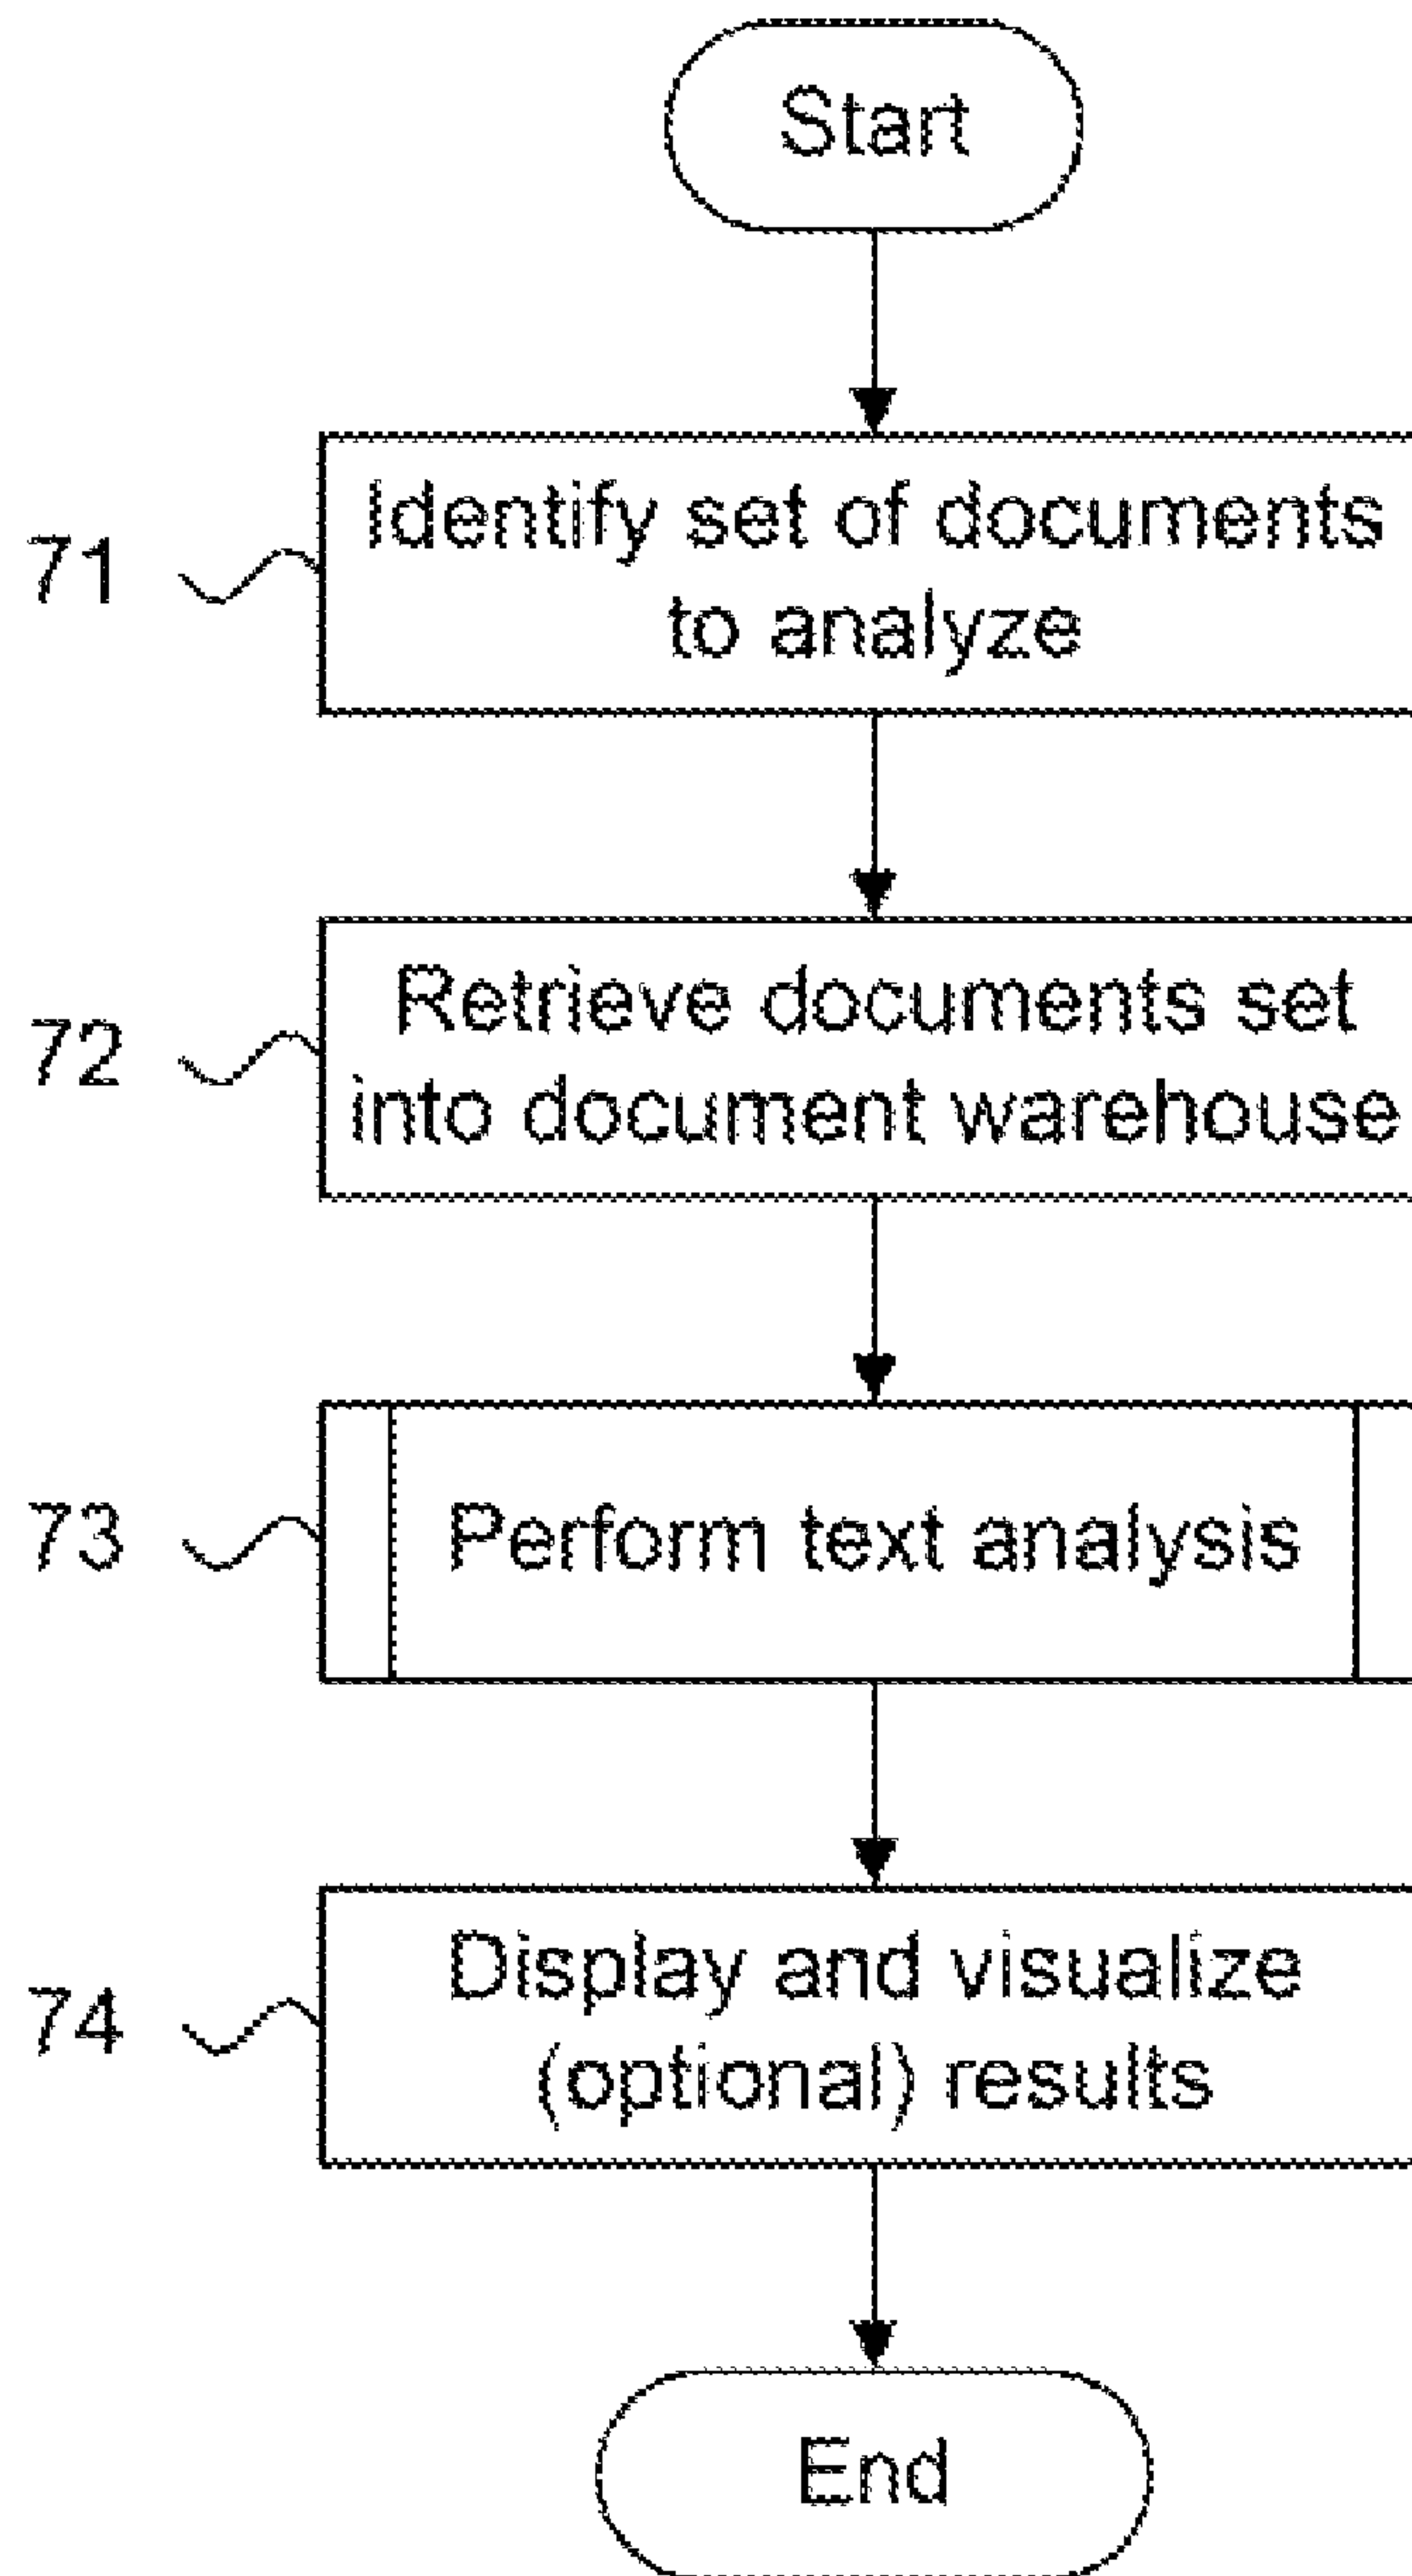 Start
71
Identify set of documents
to analyze
72
Retrieve documents set
into document warehouse
73
Perform text analysis
74
Display and visualize
(optional) results
End